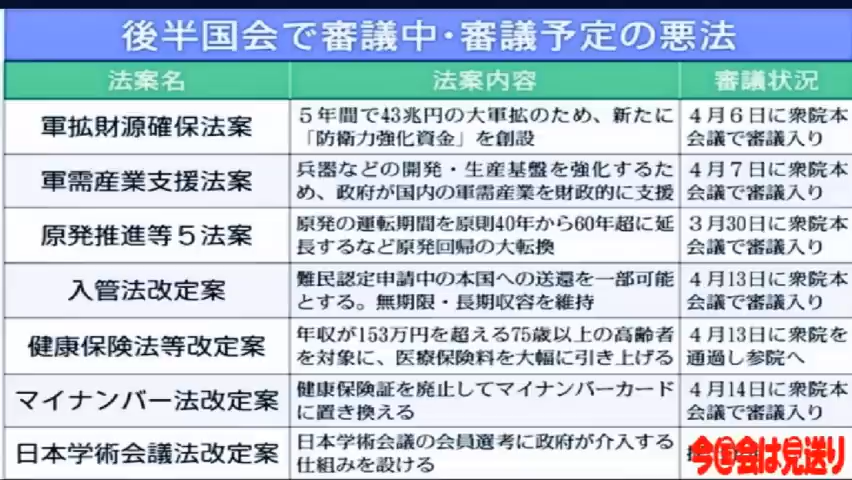 後半国会で審議中・審議予定の悪法
法案名 法案内容 審議状況
軍拡財源確保法案
5年間で43兆円の大軍拡のため、新たに
「防衛力強化資金」を創設
4月6日に衆院本
会議で審議入り
軍需産業支援法案
兵器などの開発・生産基盤を強化するた
め、政府が国内の軍需産業を財政的に支援
4月7日に衆院本
会議で審議入り
原発推進等5法案
原発の運転期間を原則40年から60年超に延
長するなど原発回帰の大転換
3月30日に衆院本
会議で審議入り
入管法改定案
難民認定申請中の本国への送還を一部可能
とする。無期限・長期収容を維持
4月13日に衆院本
会議で審議入り
健康保険法等改定案
年収が153万円を超える75歳以上の高齢者
を対象に、医療保険料を大幅に引き上げる
4月13日に衆院を
通過し参院へ
マイナンバー法改定案
健康保険証を廃止してマイナンバーカード
に置き換える
4月14日に衆院本
会議で審議入り
日本学術会議法改定案
日本学術会議の会員選考に政府が介入する
仕組みを設ける
今国会は見送り